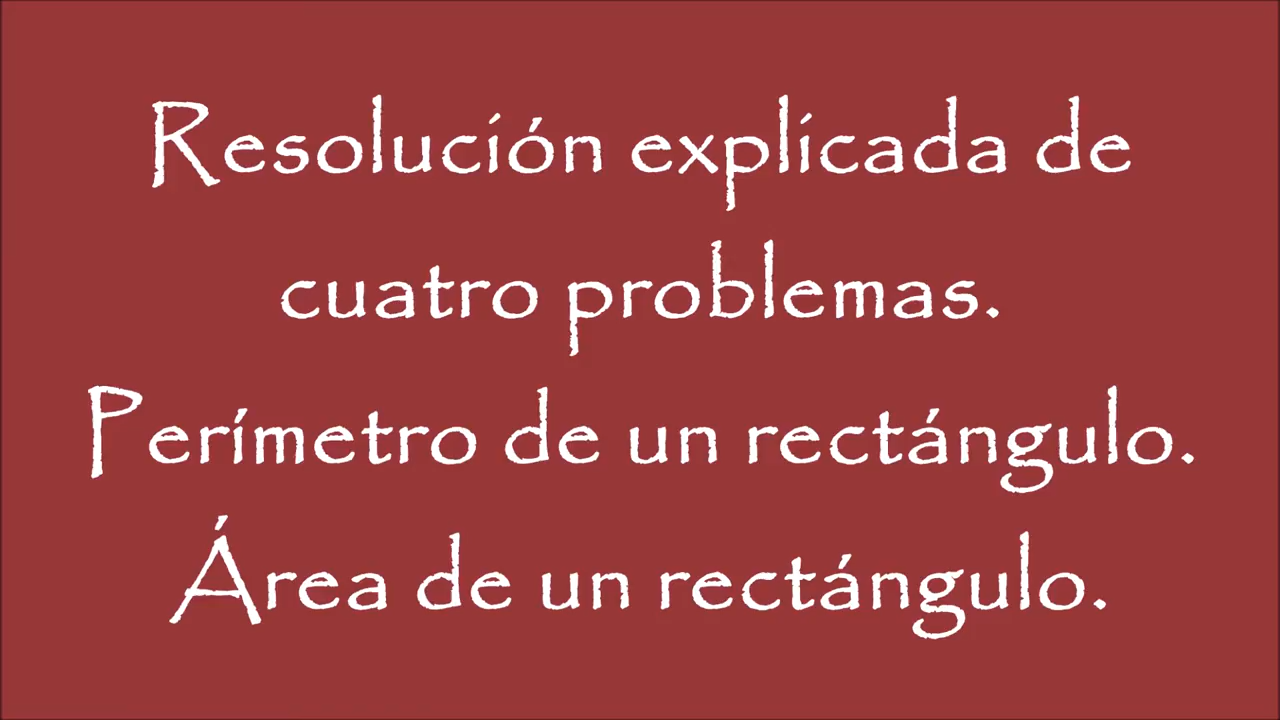 Resolución explicada de
cuatro problemas.
Perímetro de un rectángulo.
Área de un rectángulo.